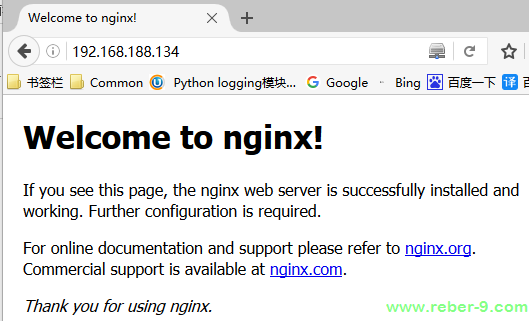 Welcome to nginx!
192.168.188.134
书签栏 Common Python logging模块... Google Bing 百度一下 译
Welcome to nginx!
If you see this page, the nginx web server is successfully installed and
working. Further configuration is required.
For online documentation and support please refer to nginx.org.
Commercial support is available at nginx.com.
Thank you for using nginx.
www.reber-9.com